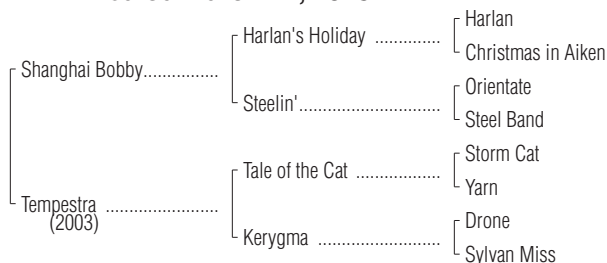 Harlan
Harlan's Holiday ..............
Christmas in Aiken
Shanghai Bobby...............
Orientate
Steelin'............................
Steel Band
Storm Cat
Tale of the Cat .................
Yarn
Tempestra ......................
(2003)
Drone
Kerygma ........................
Sylvan Miss